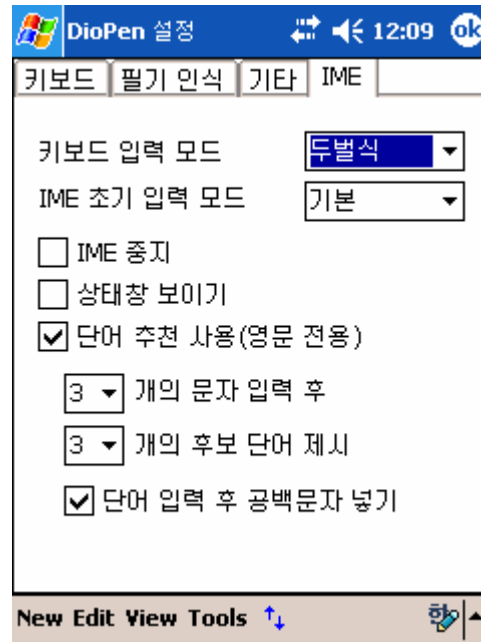 DioPen 설정 12:09 ok
키보드 필기 인식 기타 IME
키보드 입력 모드 두벌식
IME 초기 입력 모드 기본
IME 중지
상태창 보이기
단어 추천 사용(영문 전용)
3 개의 문자 입력 후
3 개의 후보 단어 제시
단어 입력 후 공백문자 넣기
New Edit View Tools 한